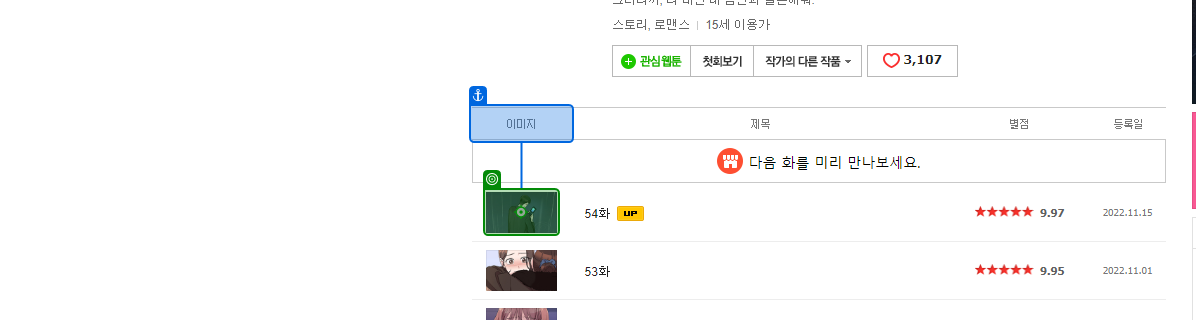 스토리, 로맨스 | 15세 이용가
관심웹툰 첫회보기 작가의 다른 작품 3,107
이미지 제목 별점 등록일
다음 화를 미리 만나보세요.
54화 UP ★★★★★ 9.97 2022.11.15
53화 ★★★★★ 9.95 2022.11.01